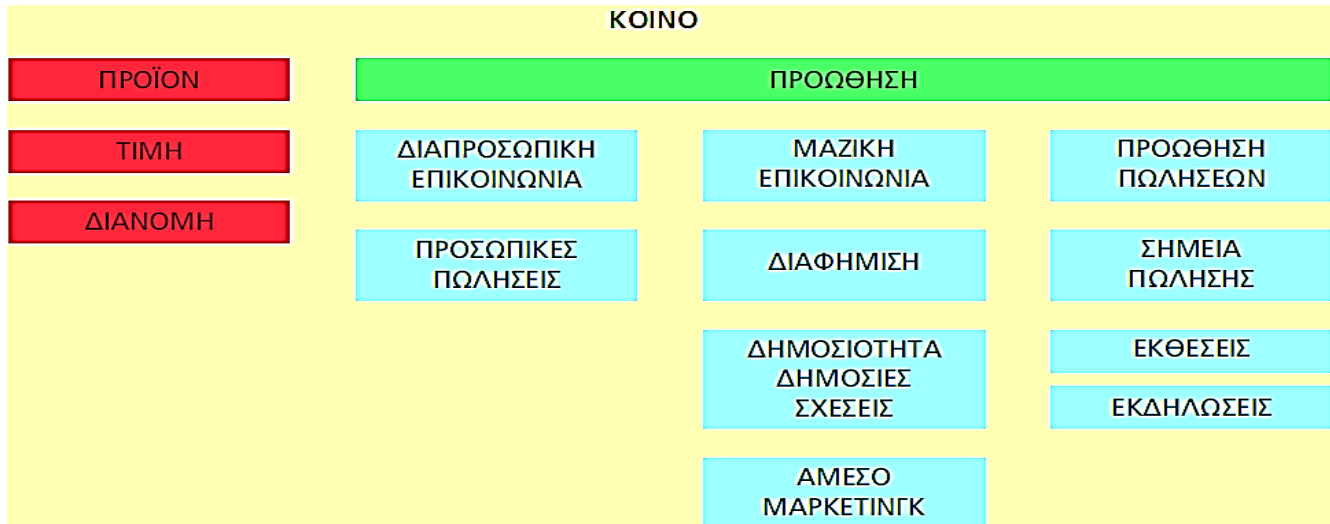 ΚΟΙΝΟ
ΠΡΟΪΟΝ
ΤΙΜΗ
ΔΙΑΝΟΜΗ
ΠΡΟΩΘΗΣΗ
ΔΙΑΠΡΟΣΩΠΙΚΗ
ΕΠΙΚΟΙΝΩΝΙΑ
ΠΡΟΣΩΠΙΚΕΣ
ΠΩΛΗΣΕΙΣ
ΜΑΖΙΚΗ
ΕΠΙΚΟΙΝΩΝΙΑ
ΔΙΑΦΗΜΙΣΗ
ΔΗΜΟΣΙΟΤΗΤΑ
ΔΗΜΟΣΙΕΣ
ΣΧΕΣΕΙΣ
ΑΜΕΣΟ
ΜΑΡΚΕΤΙΝΓΚ
ΠΡΟΩΘΗΣΗ
ΠΩΛΗΣΕΩΝ
ΣΗΜΕΙΑ
ΠΩΛΗΣΗΣ
ΕΚΘΕΣΕΙΣ
ΕΚΔΗΛΩΣΕΙΣ